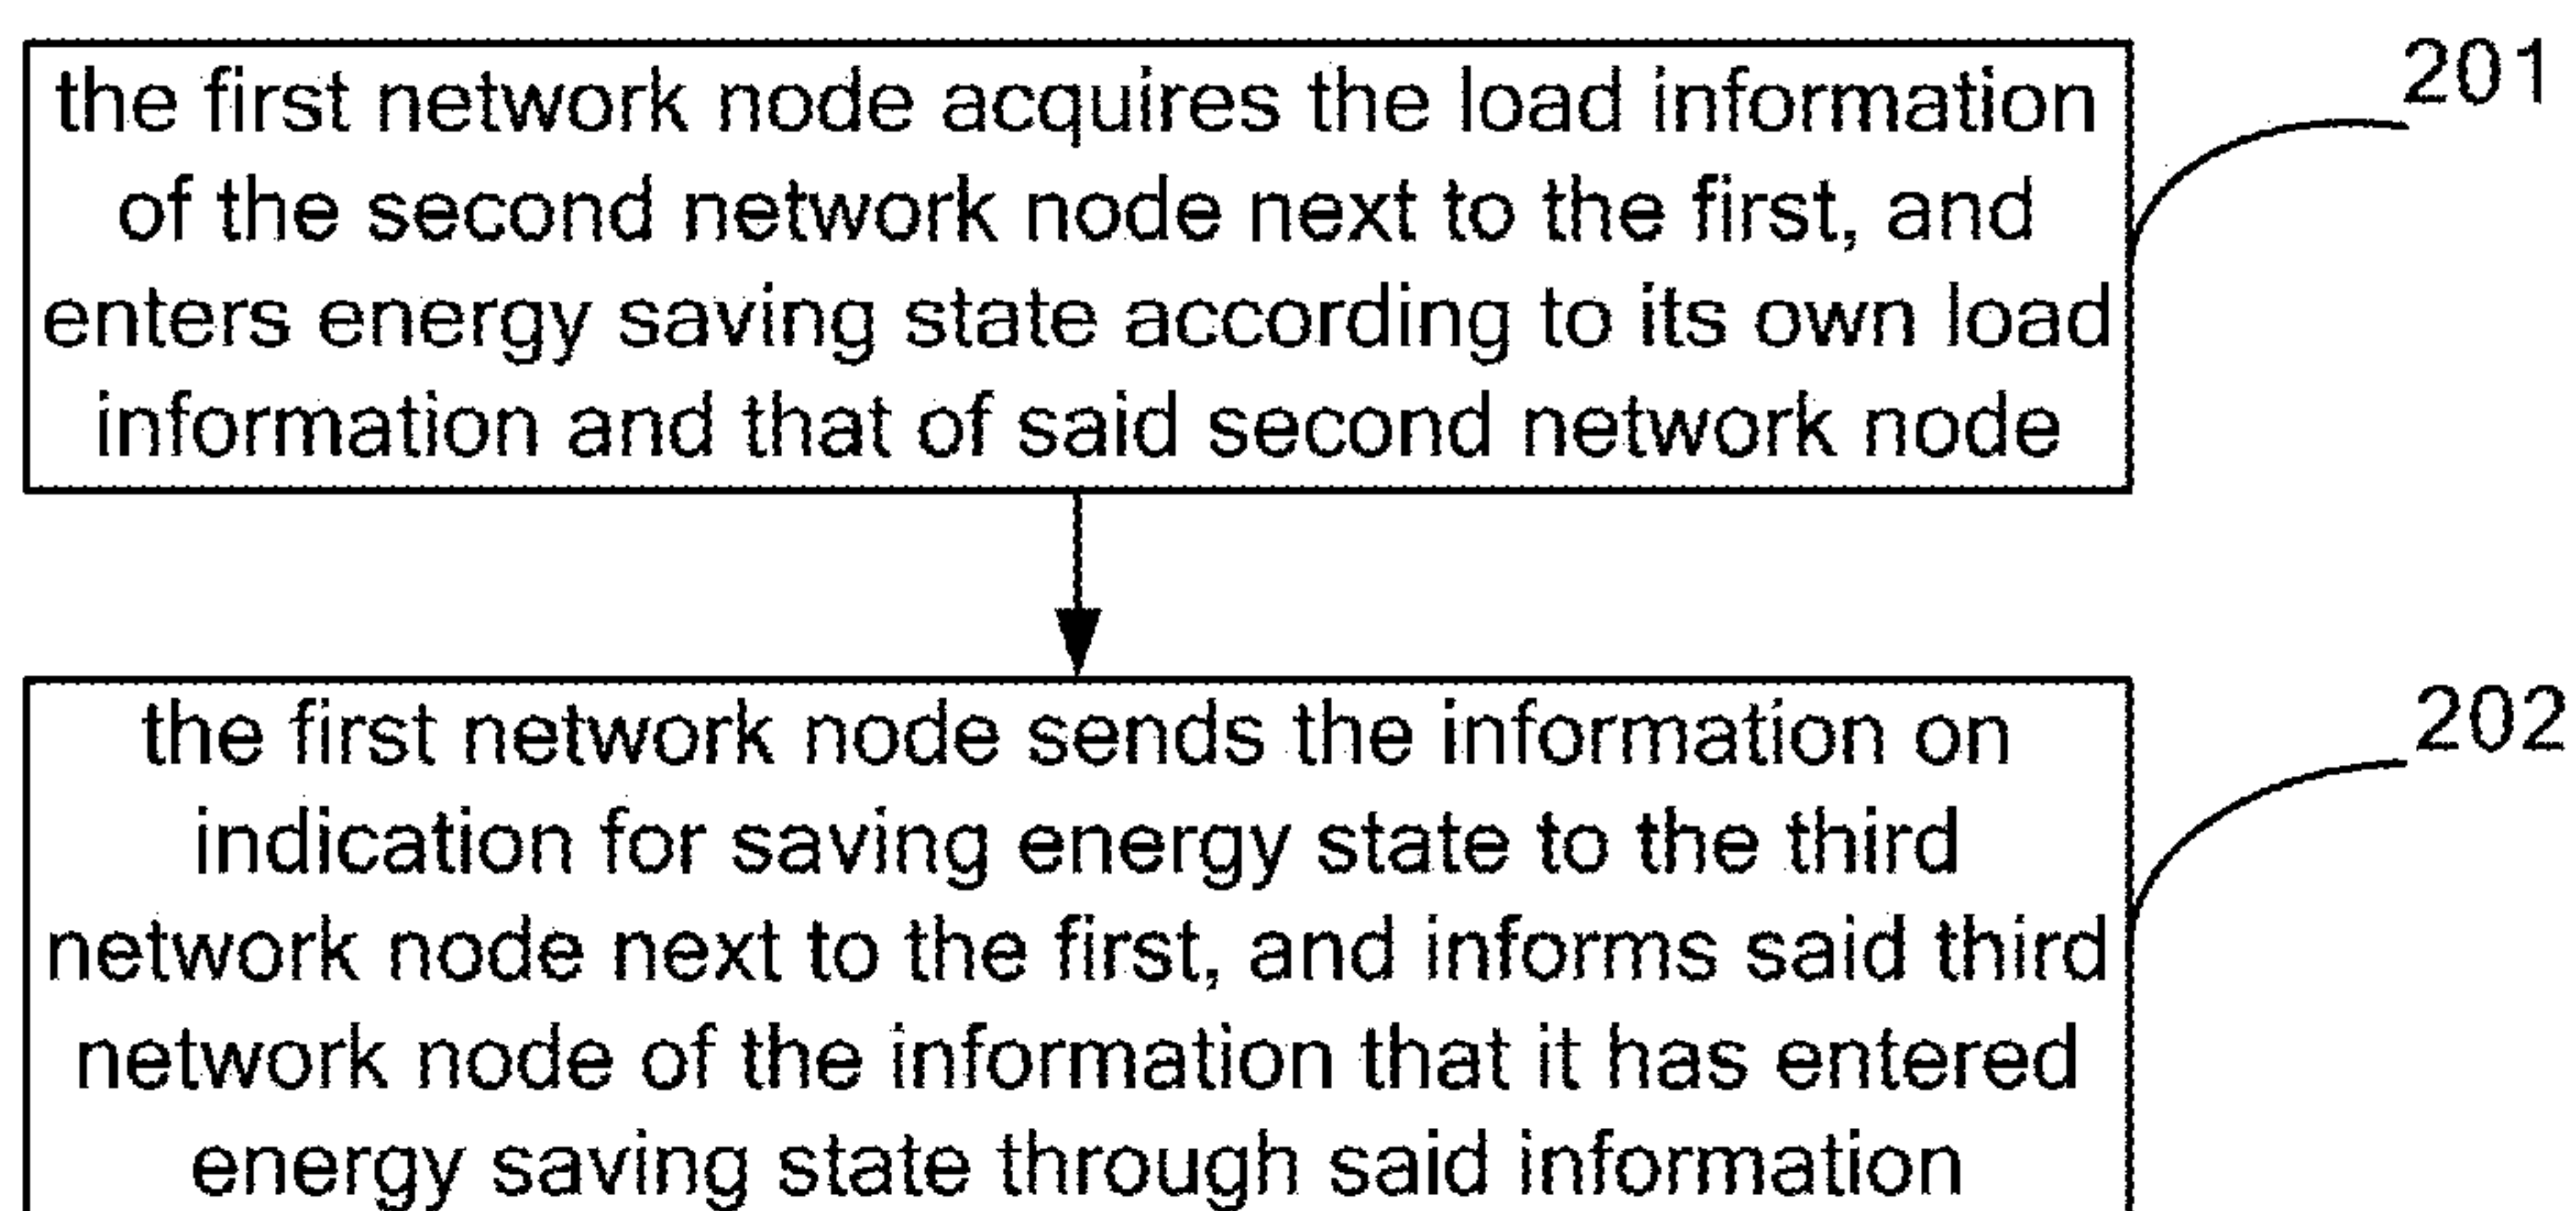 the first network node acquires the load information
201
of the second network node next to the first, and
enters energy saving state according to its own load
information and that of said second network node
the first network node sends the information on
202
indication for saving energy state to the third
network node next to the first, and informs said third
network node of the information that it has entered
energy saving state through said information